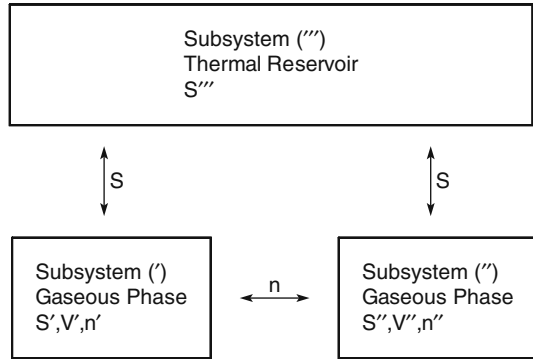 Subsystem (‴)
Thermal Reservoir
S‴
S
S
Subsystem (′)
Gaseous Phase
S′,V′,n′
n
Subsystem (″)
Gaseous Phase
S″,V″,n″